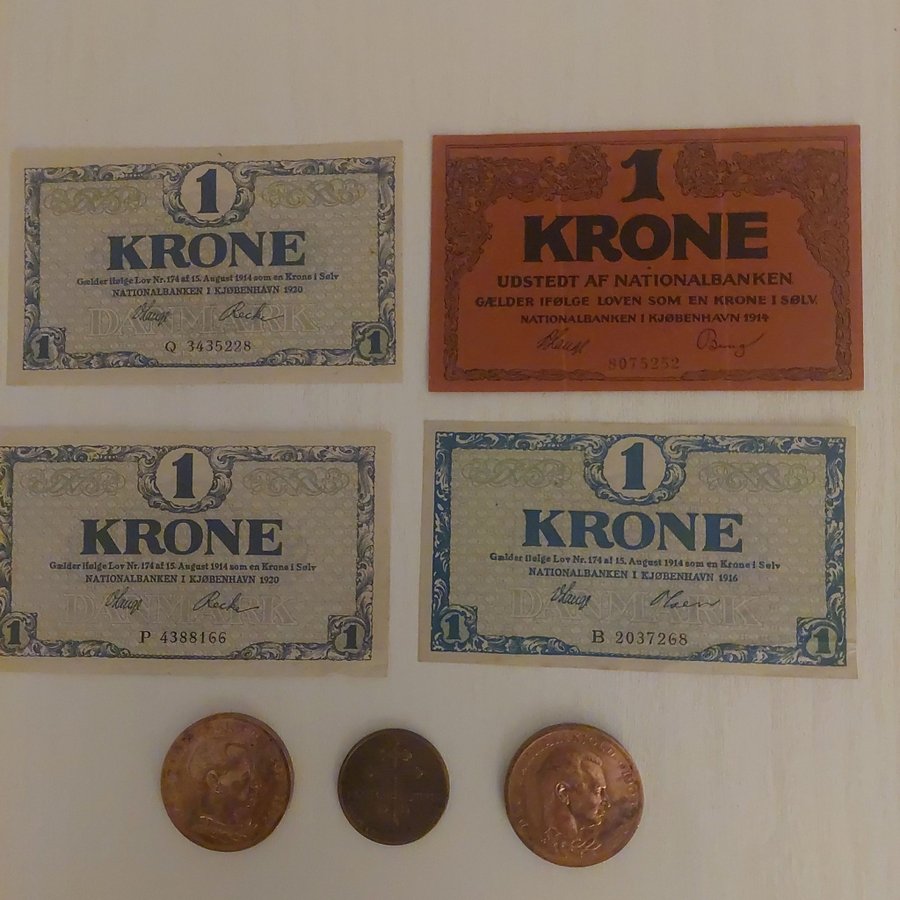 1
KRONE
Gælder ifølge Lov Nr. 174 af 15. August 1914 som en Krone i Sølv
NATIONALBANKEN I KJØBENHAVN 1920
DANMARK
V. Lange
Q 3435228
1
1
1
KRONE
UDSTEDT AF NATIONALBANKEN
GÆLDER IFØLGE LOVEN SOM EN KRONE I SØLV.
NATIONALBANKEN I KJØBENHAVN 1914
V. Lange
8075252
1
KRONE
Gælder ifølge Lov Nr. 174 af 15. August 1914 som en Krone i Sølv
NATIONALBANKEN I KJØBENHAVN 1920
DANMARK
V. Lange
P 4388166
1
1
1
KRONE
Gælder ifølge Lov Nr. 174 af 15. August 1914 som en Krone i Sølv
NATIONALBANKEN I KJØBENHAVN 1916
DANMARK
V. Lange
B 2037268
1
1